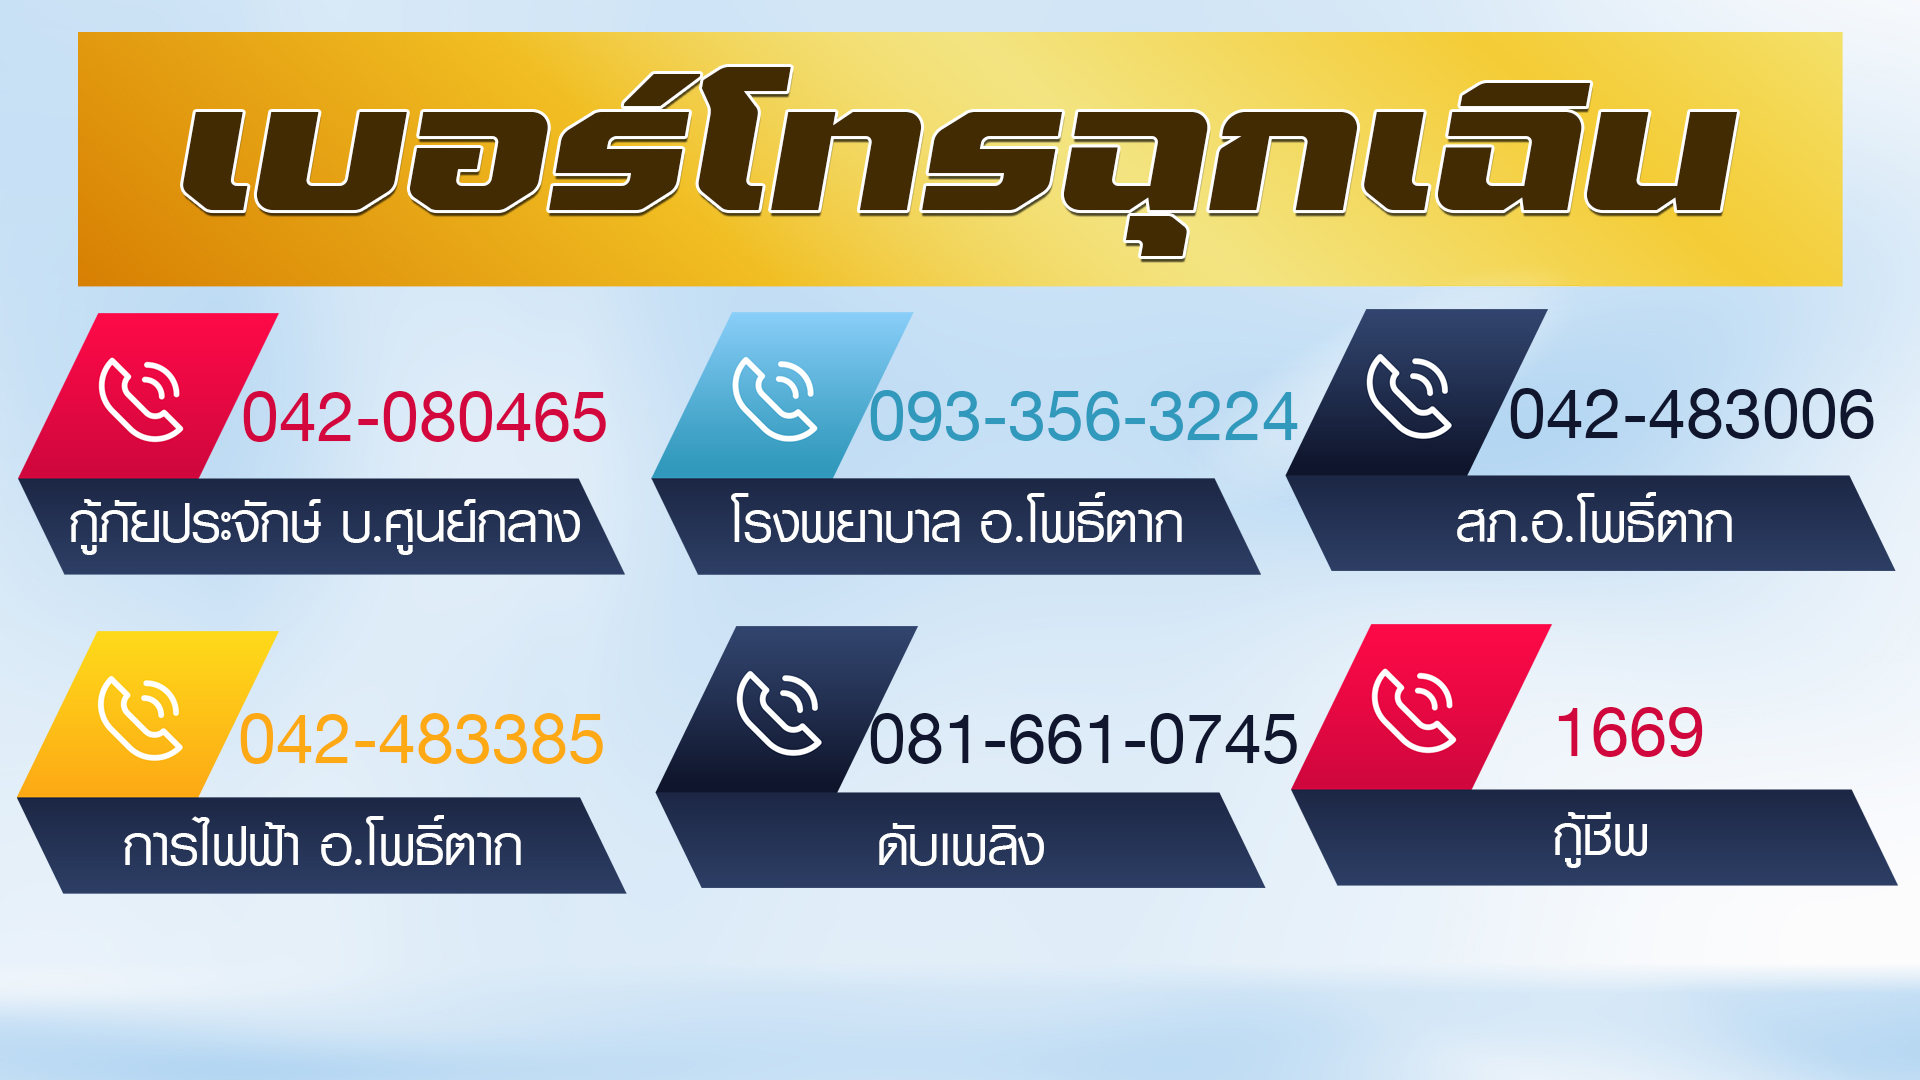 เบอร์โทรฉุกเฉิน
042-080465
กู้ภัยประจักษ์ บ.ศูนย์กลาง
093-356-3224
โรงพยาบาล อ.โพธิ์ตาก
042-483006
สภ.อ.โพธิ์ตาก
042-483385
การไฟฟ้า อ.โพธิ์ตาก
081-661-0745
ดับเพลิง
1669
กู้ชีพ